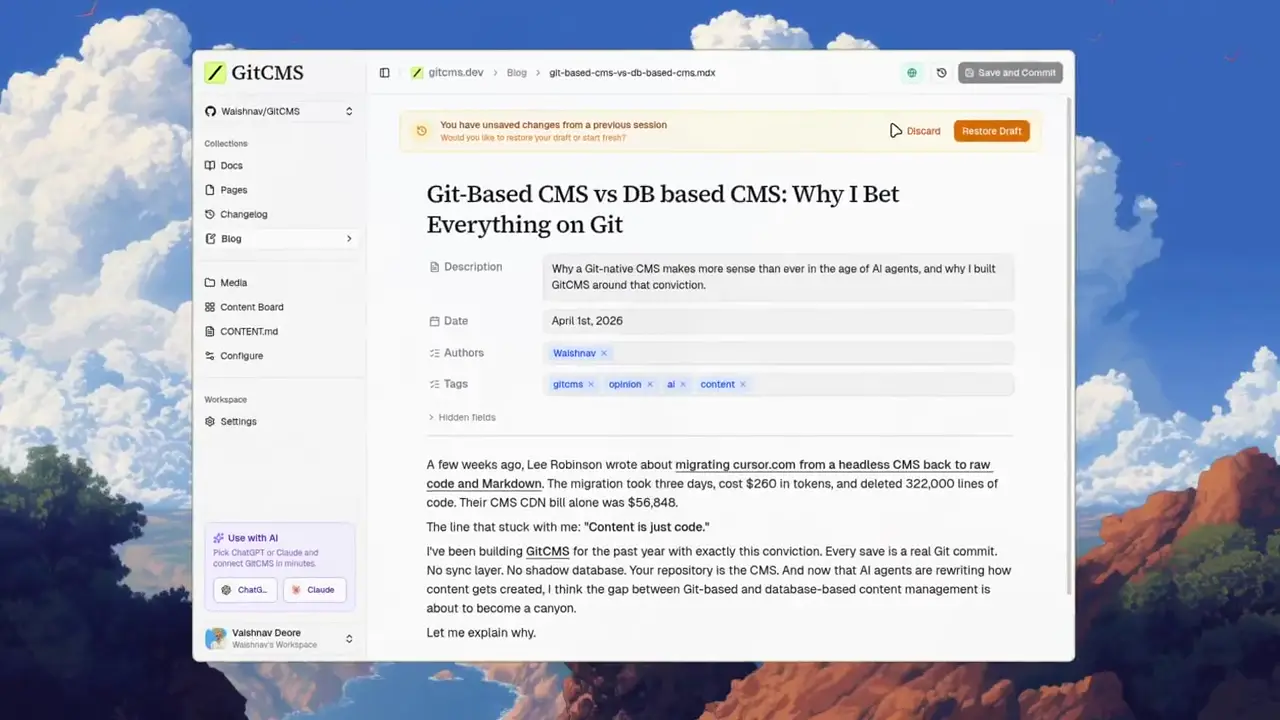 GitCMS
Waishnav/GitCMS
Collections
Docs
Pages
Changelog
Blog
Media
Content Board
CONTENT.md
Configure
Workspace
Settings
Use with AI
Pick ChatGPT or Claude and
connect GitCMS in minutes.
ChatG...
Claude
Vaishnav Deore
Waishnav's Workspace
gitcms.dev > Blog > git-based-cms-vs-db-based-cms.mdx
Save and Commit
You have unsaved changes from a previous session
Would you like to restore your draft or start fresh?
Discard
Restore Draft
Git-Based CMS vs DB based CMS: Why I Bet
Everything on Git
Description
Why a Git-native CMS makes more sense than ever in the age of AI agents, and why I built
GitCMS around that conviction.
Date
April 1st, 2026
Authors
Waishnav ×
Tags
gitcms × opinion × ai × content ×
Hidden fields
A few weeks ago, Lee Robinson wrote about migrating cursor.com from a headless CMS back to raw
code and Markdown. The migration took three days, cost $260 in tokens, and deleted 322,000 lines of
code. Their CMS CDN bill alone was $56,848.
The line that stuck with me: "Content is just code."
I've been building GitCMS for the past year with exactly this conviction. Every save is a real Git commit.
No sync layer. No shadow database. Your repository is the CMS. And now that AI agents are rewriting how
content gets created, I think the gap between Git-based and database-based content management is
about to become a canyon.
Let me explain why.